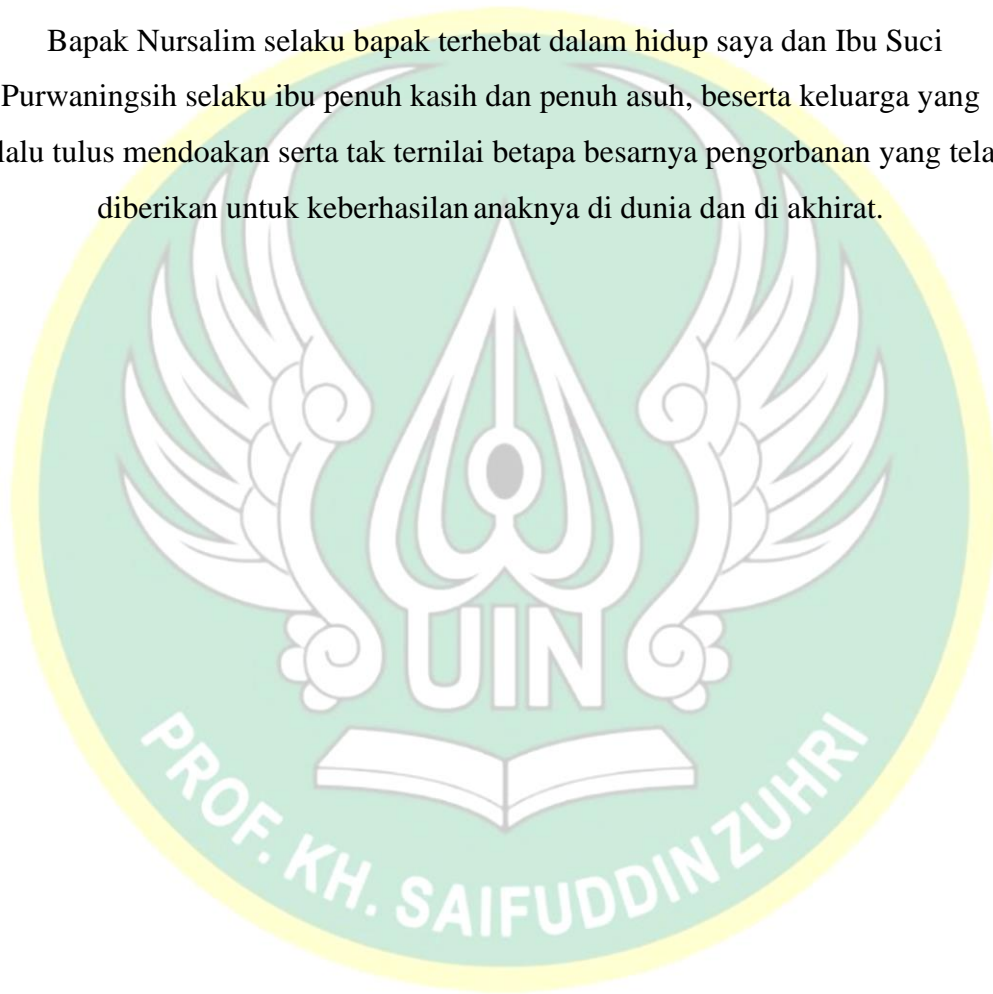 Bapak Nursalim selaku bapak terhebat dalam hidup saya dan Ibu Suci
Purwaningsih selaku ibu penuh kasih dan penuh asuh, beserta keluarga yang
lalu tulus mendoakan serta tak ternilai betapa besarnya pengorbanan yang tela
diberikan untuk keberhasilan anaknya di dunia dan di akhirat.
UIN
PROF. KH. SAIFUDDIN ZUHRI